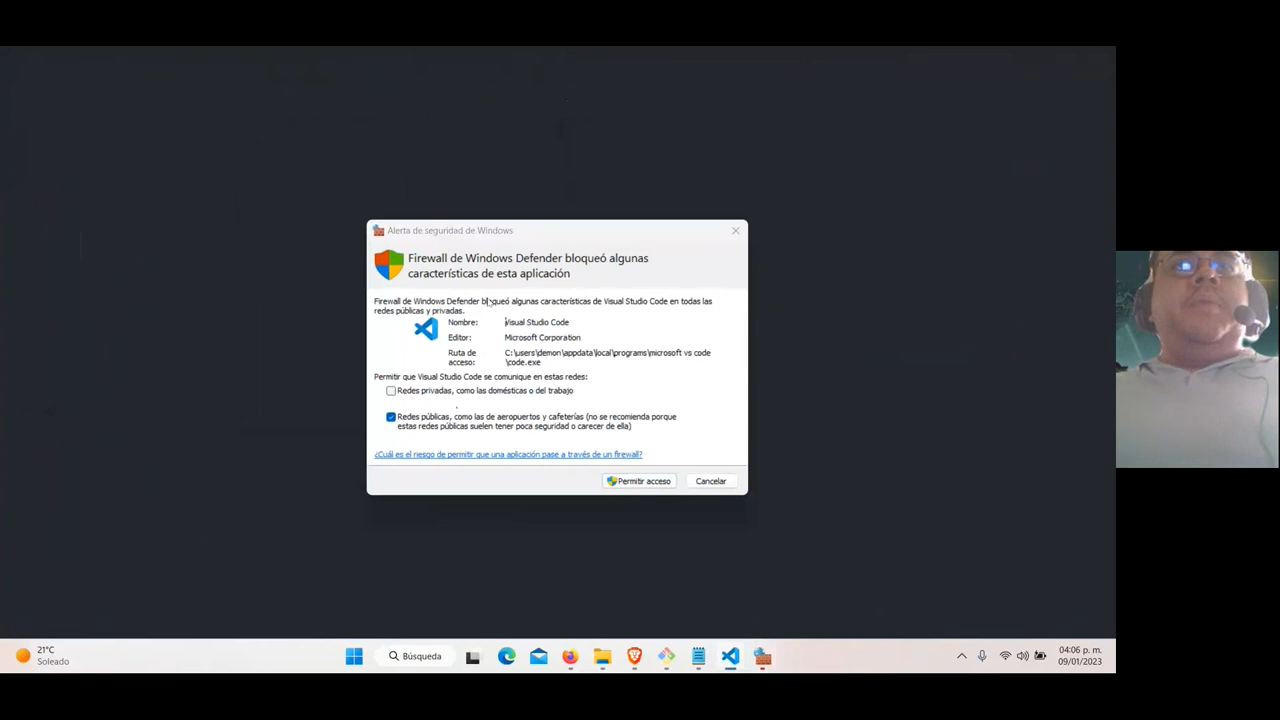 Alerta de seguridad de Windows
Firewall de Windows Defender bloqueó algunas
características de esta aplicación
Firewall de Windows Defender bloqueó algunas características de Visual Studio Code en todas las
redes públicas y privadas.
Nombre: Visual Studio Code
Editor: Microsoft Corporation
Ruta de acceso: C:\users\demon\appdata\local\programs\microsoft vs code
\code.exe
Permitir que Visual Studio Code se comunique en estas redes:
Redes privadas, como las domésticas o del trabajo
Redes públicas, como las de aeropuertos y cafeterías (no se recomienda porque
estas redes públicas suelen tener poca seguridad o carecer de ella)
¿Cuál es el riesgo de permitir que una aplicación pase a través de un firewall?
Permitir acceso
Cancelar
21°C
Soleado
Búsqueda
04:06 p. m.
09/01/2023